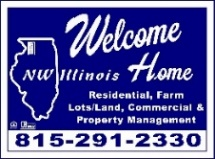 Welcome
NW Illinois Home
Residential, Farm
Lots/Land, Commercial &
Property Management
815-291-2330